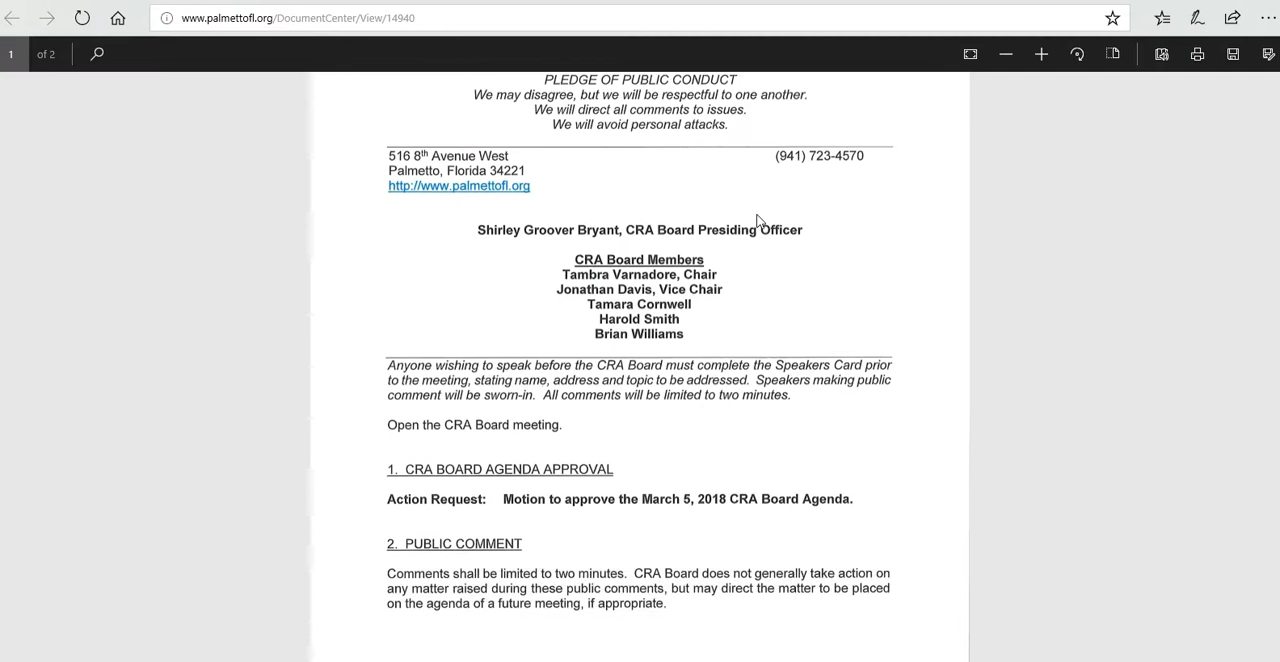 www.palmettofl.org/DocumentCenter/View/14940
1 of 2
PLEDGE OF PUBLIC CONDUCT
We may disagree, but we will be respectful to one another.
We will direct all comments to issues.
We will avoid personal attacks.
516 8th Avenue West (941) 723-4570
Palmetto, Florida 34221
http://www.palmettofl.org
Shirley Groover Bryant, CRA Board Presiding Officer
CRA Board Members
Tambra Varnadore, Chair
Jonathan Davis, Vice Chair
Tamara Cornwell
Harold Smith
Brian Williams
Anyone wishing to speak before the CRA Board must complete the Speakers Card prior
to the meeting, stating name, address and topic to be addressed. Speakers making public
comment will be sworn-in. All comments will be limited to two minutes.
Open the CRA Board meeting.
1. CRA BOARD AGENDA APPROVAL
Action Request: Motion to approve the March 5, 2018 CRA Board Agenda.
2. PUBLIC COMMENT
Comments shall be limited to two minutes. CRA Board does not generally take action on
any matter raised during these public comments, but may direct the matter to be placed
on the agenda of a future meeting, if appropriate.